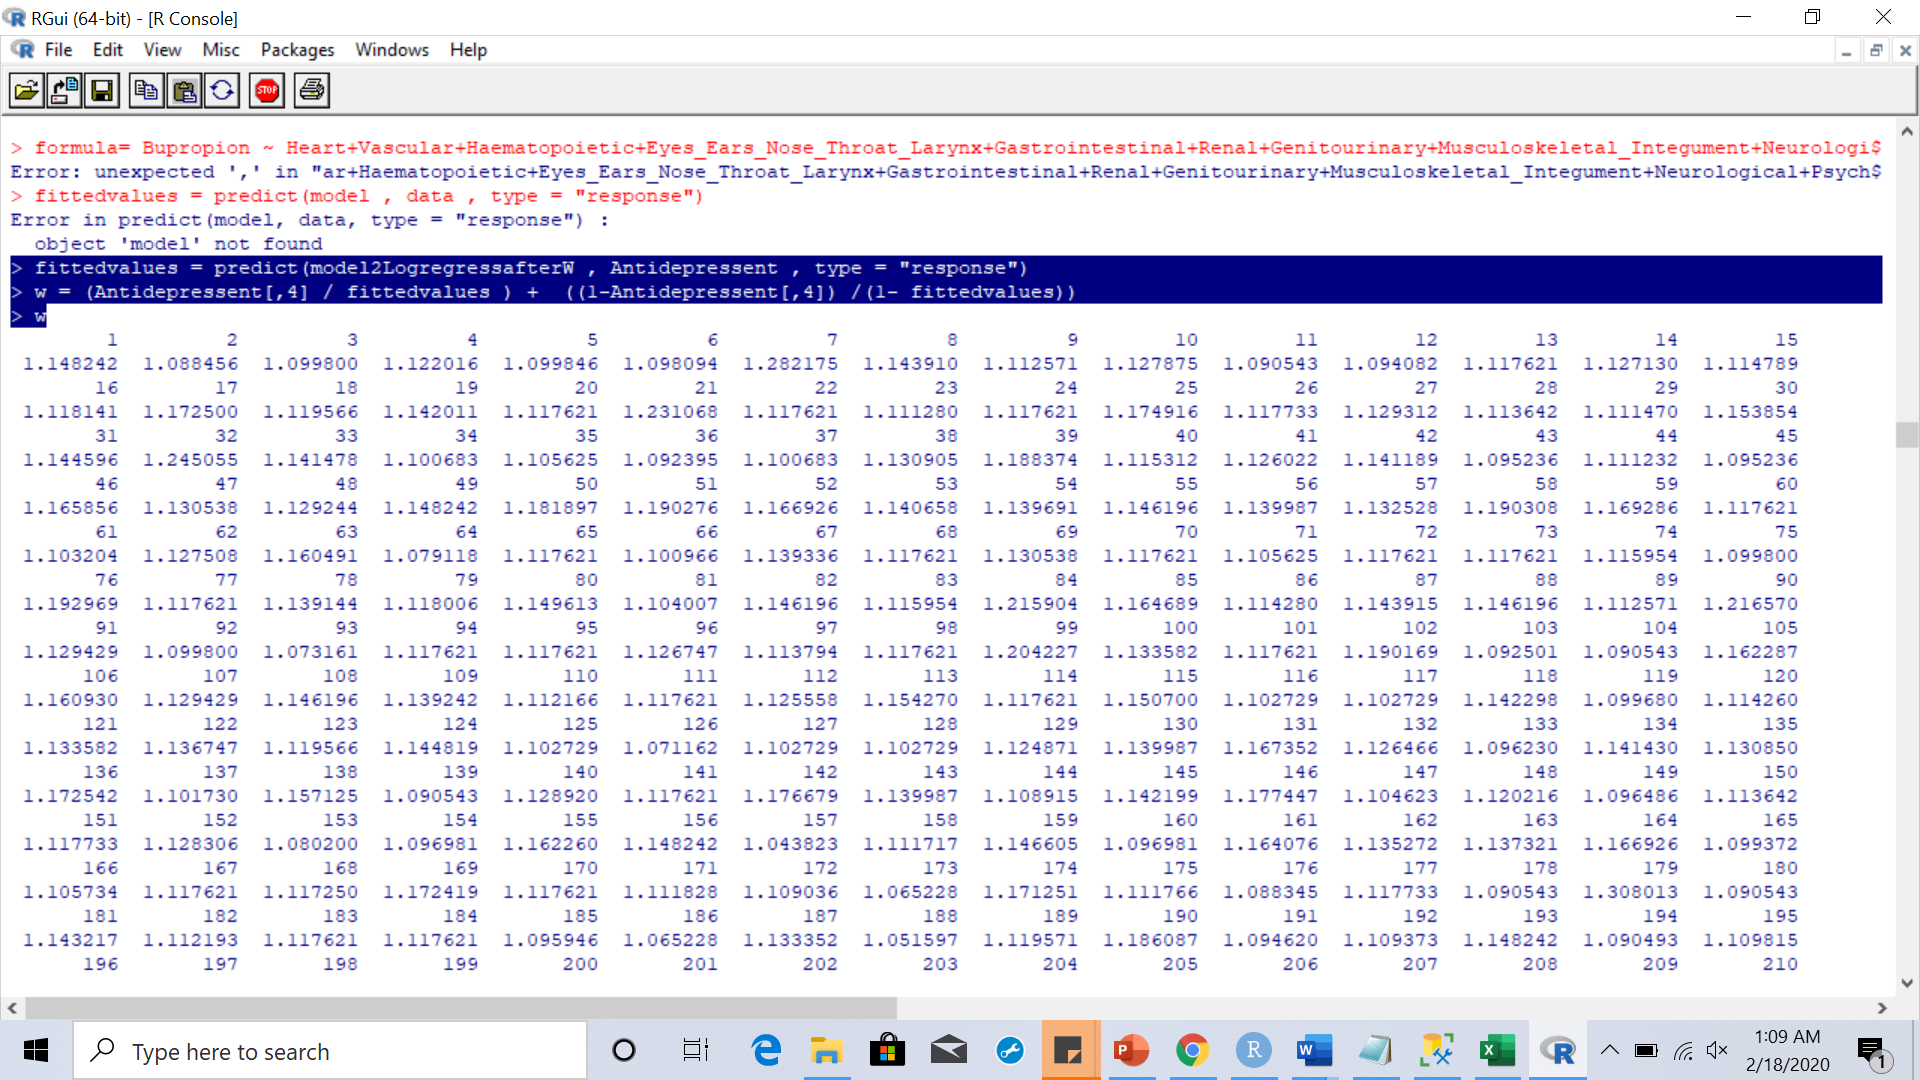 RGui (64-bit) - [R Console]
File Edit View Misc Packages Windows Help
STOP
> formula= Bupropion ~ Heart+Vascular+Haematopoietic+Eyes_Ears_Nose_Throat_Larynx+Gastrointestinal+Renal+Genitourinary+Musculoskeletal_Integument+Neurologi$
Error: unexpected ',' in "ar+Haematopoietic+Eyes_Ears_Nose_Throat_Larynx+Gastrointestinal+Renal+Genitourinary+Musculoskeletal_Integument+Neurological+Psych$
> fittedvalues = predict(model , data , type = "response")
Error in predict(model, data, type = "response") :
object 'model' not found
> fittedvalues = predict(model2LogregressafterW , Antidepressent , type = "response")
> w = (Antidepressent[,4] / fittedvalues ) + ((1-Antidepressent[,4]) /(1- fittedvalues))
> w
1 2 3 4 5 6 7 8 9 10 11 12 13 14 15
1.148242 1.088456 1.099800 1.122016 1.099846 1.098094 1.282175 1.143910 1.112571 1.127875 1.090543 1.094082 1.117621 1.127130 1.114789
16 17 18 19 20 21 22 23 24 25 26 27 28 29 30
1.118141 1.172500 1.119566 1.142011 1.117621 1.231068 1.117621 1.111280 1.117621 1.174916 1.117733 1.129312 1.113642 1.111470 1.153854
31 32 33 34 35 36 37 38 39 40 41 42 43 44 45
1.144596 1.245055 1.141478 1.100683 1.105625 1.092395 1.100683 1.130905 1.188374 1.115312 1.126022 1.141189 1.095236 1.111232 1.095236
46 47 48 49 50 51 52 53 54 55 56 57 58 59 60
1.165856 1.130538 1.129244 1.148242 1.181897 1.190276 1.166926 1.140658 1.139691 1.146196 1.139987 1.132528 1.190308 1.169286 1.117621
61 62 63 64 65 66 67 68 69 70 71 72 73 74 75
1.103204 1.127508 1.160491 1.079118 1.117621 1.100966 1.139336 1.117621 1.130538 1.117621 1.105625 1.117621 1.117621 1.115954 1.099800
76 77 78 79 80 81 82 83 84 85 86 87 88 89 90
1.192969 1.117621 1.139144 1.118006 1.149613 1.104007 1.146196 1.115954 1.215904 1.164689 1.114280 1.143915 1.146196 1.112571 1.216570
91 92 93 94 95 96 97 98 99 100 101 102 103 104 105
1.129429 1.099800 1.073161 1.117621 1.117621 1.126747 1.113794 1.117621 1.204227 1.133582 1.117621 1.190169 1.092501 1.090543 1.162287
106 107 108 109 110 111 112 113 114 115 116 117 118 119 120
1.160930 1.129429 1.146196 1.139242 1.112166 1.117621 1.125558 1.154270 1.117621 1.150700 1.102729 1.102729 1.142298 1.099680 1.114260
121 122 123 124 125 126 127 128 129 130 131 132 133 134 135
1.133582 1.136747 1.119566 1.144819 1.102729 1.071162 1.102729 1.102729 1.124871 1.139987 1.167352 1.126466 1.096230 1.141430 1.130850
136 137 138 139 140 141 142 143 144 145 146 147 148 149 150
1.172542 1.101730 1.157125 1.090543 1.128920 1.117621 1.176679 1.139987 1.108915 1.142199 1.177447 1.104623 1.120216 1.096486 1.113642
151 152 153 154 155 156 157 158 159 160 161 162 163 164 165
1.117733 1.128306 1.080200 1.096981 1.162260 1.148242 1.043823 1.111717 1.146605 1.096981 1.164076 1.135272 1.137321 1.166926 1.099372
166 167 168 169 170 171 172 173 174 175 176 177 178 179 180
1.105734 1.117621 1.117250 1.172419 1.117621 1.111828 1.109036 1.065228 1.171251 1.111766 1.088345 1.117733 1.090543 1.308013 1.090543
181 182 183 184 185 186 187 188 189 190 191 192 193 194 195
1.143217 1.112193 1.117621 1.117621 1.095946 1.065228 1.133352 1.051597 1.119571 1.186087 1.094620 1.109373 1.148242 1.090493 1.109815
196 197 198 199 200 201 202 203 204 205 206 207 208 209 210
Type here to search
1:09 AM
2/18/2020
1